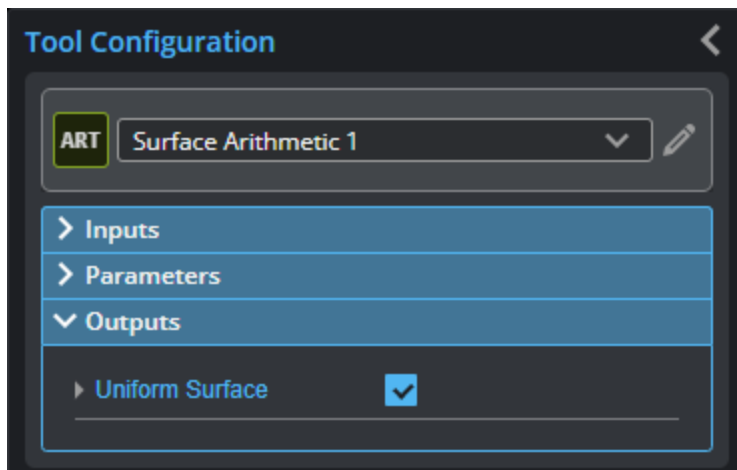 Tool Configuration
ART Surface Arithmetic 1
Inputs
Parameters
Outputs
Uniform Surface